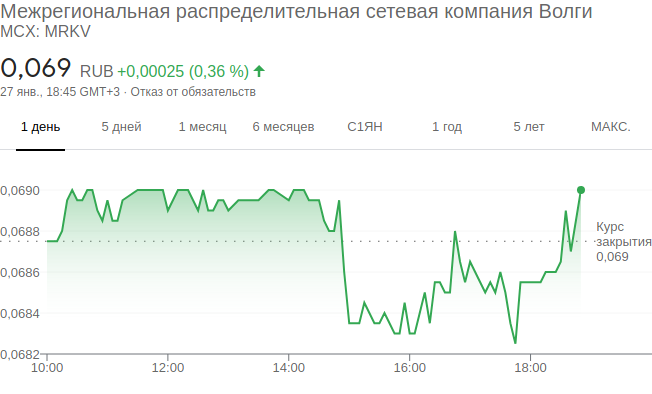 Межрегиональная распределительная сетевая компания Волги
MCX: MRKV
0,069 RUB +0,00025 (0,36 %)
27 янв., 18:45 GMT+3 · Отказ от обязательств
1 день 5 дней 1 месяц 6 месяцев С1ЯН 1 год 5 лет МАКС.
0,0690
0,0688
0,0686
0,0684
0,0682
Курс
закрытия
0,069
10:00 12:00 14:00 16:00 18:00